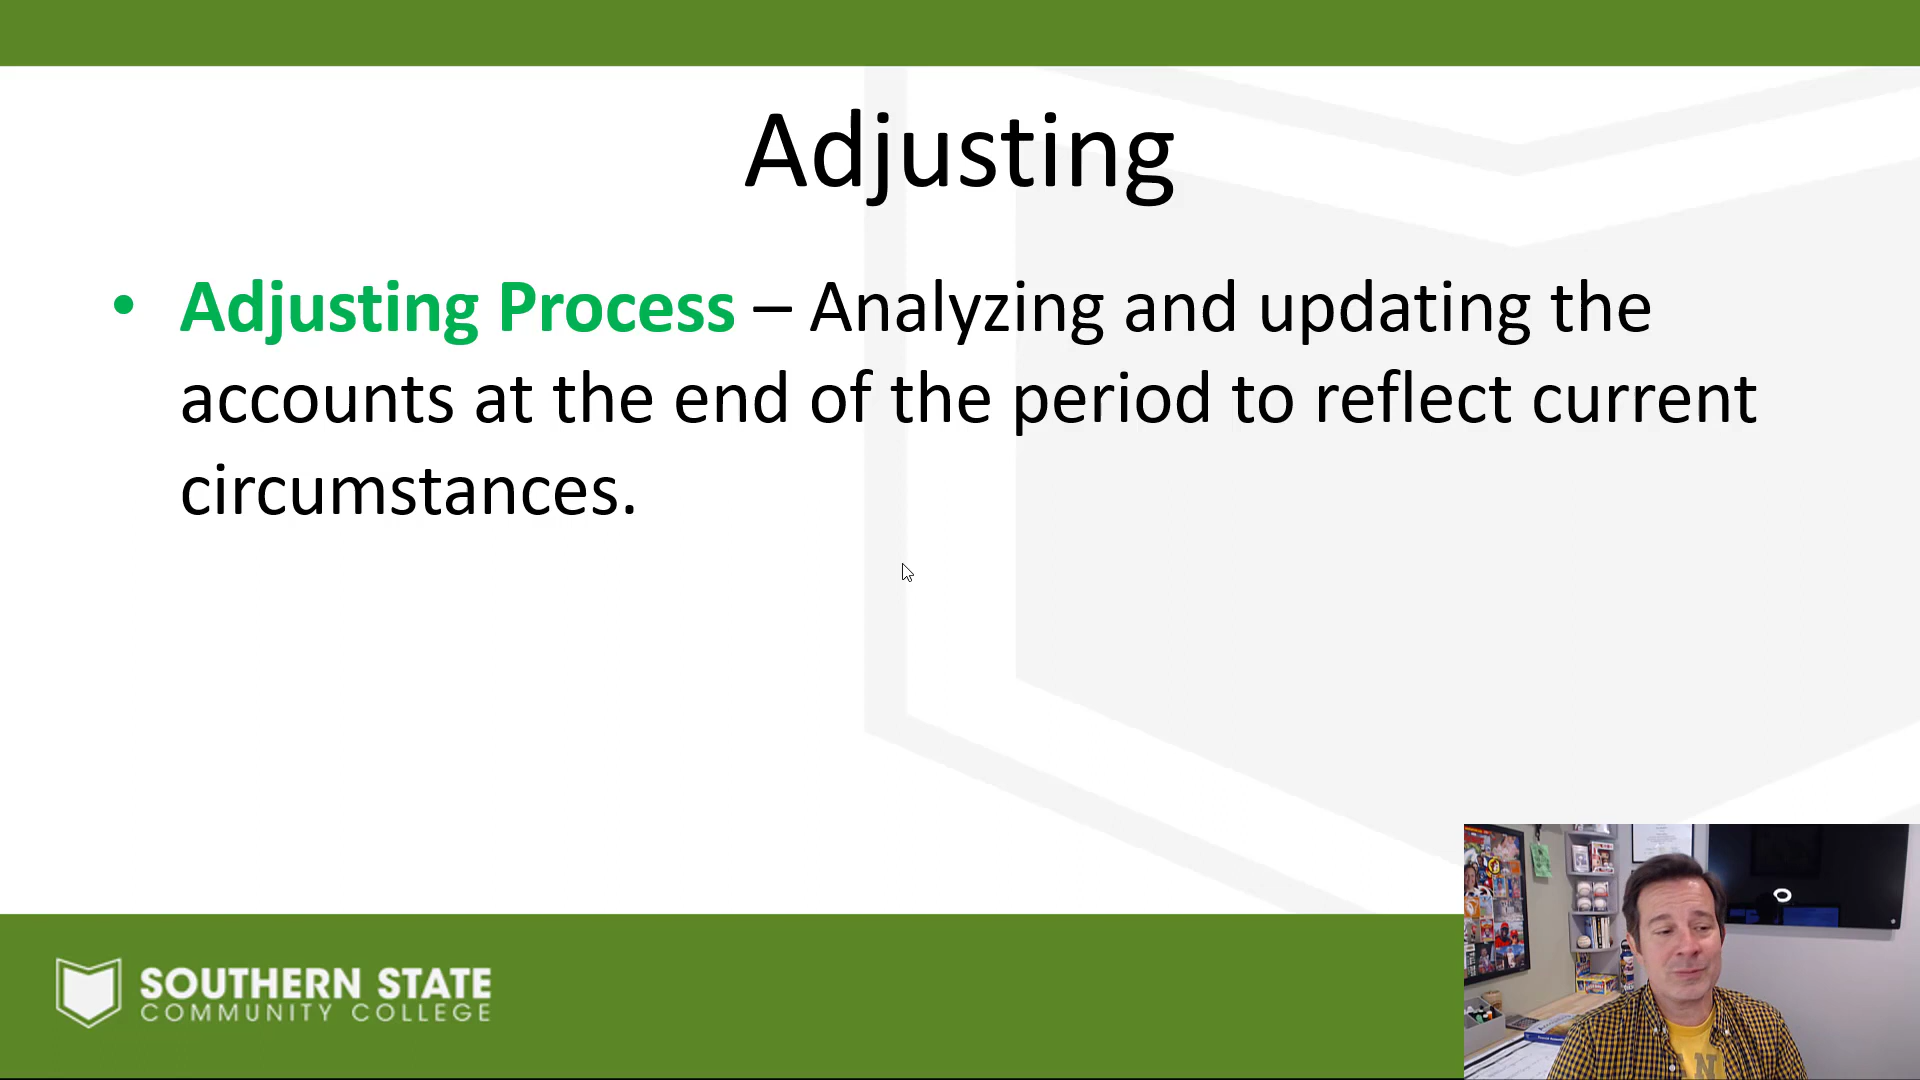 Adjusting
• Adjusting Process – Analyzing and updating the
accounts at the end of the period to reflect current
circumstances.
SOUTHERN STATE
COMMUNITY COLLEGE